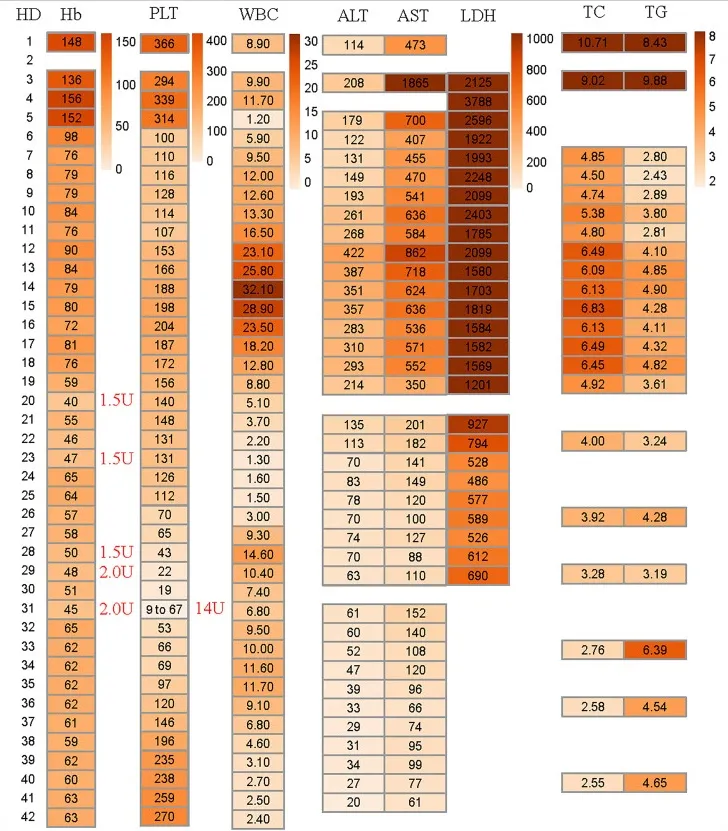 HD Hb PLT WBC ALT AST LDH TC TG
1 148 150 366 400 8.90 30 114 473 1000 10.71 8.43 8
2 25 7
3 136 100 294 300 9.90 20 208 1865 2125 800 9.02 9.88 6
4 156 339 200 11.70 3788 600 5
5 152 50 314 1.20 15 179 700 2596
6 98 100 100 5.90 10 122 407 1922 400 4
7 76 110 0 9.50 5 131 455 1993 200 4.85 2.80 3
8 79 0 116 12.00 0 149 470 2248 0 4.50 2.43 2
9 79 128 12.60 193 541 2099 4.74 2.89
10 84 114 13.30 261 636 2403 5.38 3.80
11 76 107 16.50 268 584 1785 4.80 2.81
12 90 153 23.10 422 862 2099 6.49 4.10
13 84 166 25.80 387 718 1580 6.09 4.85
14 79 188 32.10 351 624 1703 6.13 4.90
15 80 198 28.90 357 636 1819 6.83 4.28
16 72 204 23.50 283 536 1584 6.13 4.11
17 81 187 18.20 310 571 1582 6.49 4.32
18 76 172 12.80 293 552 1569 6.45 4.82
19 59 156 8.80 214 350 1201 4.92 3.61
20 40 1.5U 140 5.10
21 55 148 3.70 135 201 927
22 46 131 2.20 113 182 794 4.00 3.24
23 47 1.5U 131 1.30 70 141 528
24 65 126 1.60 83 149 486
25 64 112 1.50 78 120 577
26 57 70 3.00 70 100 589 3.92 4.28
27 58 65 9.30 74 127 526
28 50 1.5U 43 14.60 70 88 612
29 48 2.0U 22 10.40 63 110 690 3.28 3.19
30 51 19 7.40
31 45 2.0U 9 to 67 14U 6.80 61 152
32 65 53 9.50 60 140
33 62 66 10.00 52 108 2.76 6.39
34 62 69 11.60 47 120
35 62 97 11.70 39 96
36 62 120 9.10 33 66 2.58 4.54
37 61 146 6.80 29 74
38 59 196 4.60 31 95
39 62 235 3.10 34 99
40 60 238 2.70 27 77 2.55 4.65
41 63 259 2.50 20 61
42 63 270 2.40